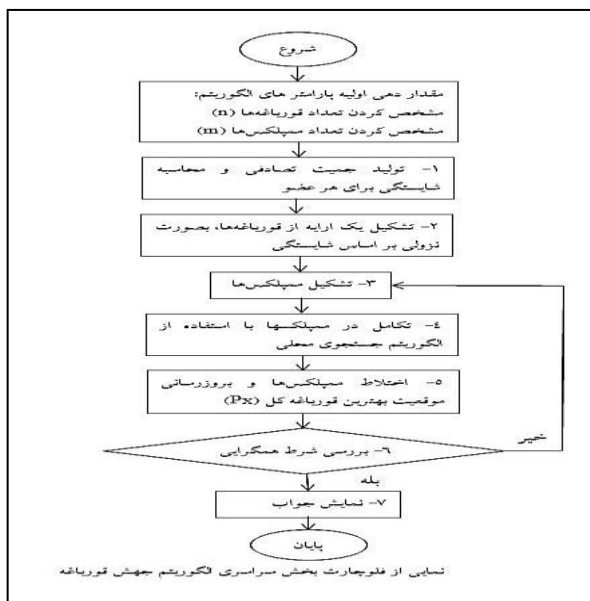 شروع
مقدار دهی اولیه پارامتر های الگوریتم:
مشخص کردن تعداد قورباغه‌ها (n)
مشخص کردن تعداد ممپلکس‌ها (m)
۱- تولید جمیت تصادفی و محاسبه
شایستگی برای هر عضو
۲- تشکیل یک ارایه از قورباغه‌ها، بصورت
نزولی بر اساس شایستگی
۳- تشکیل ممپلکس‌ها
۴- تکامل در ممپلکسها با استفاده از
الگوریتم جستجوی محلی
۵- اختلاط ممپلکس‌ها و بروزرسانی
موقعیت بهترین قورباغه کل (Px)
خیر
۶- بررسی شرط همگرایی
بله
۷- نمایش جواب
پایان
نمایی از فلوچارت بخش سراسری الگوریتم جهش قورباغه